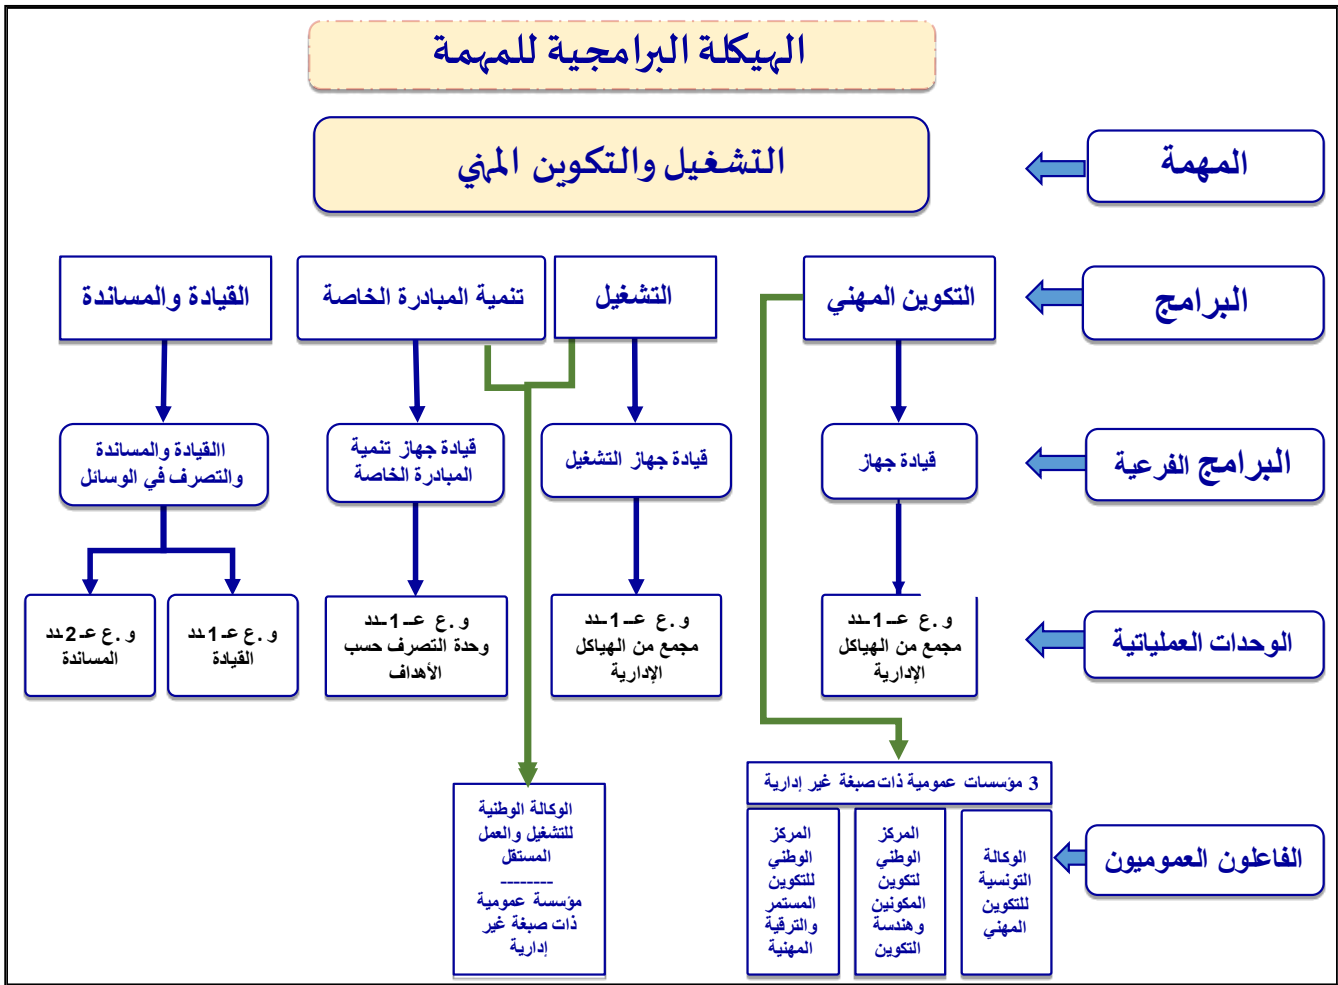 الهيكلة البرامجية للمهمة
المهمة
التشغيل والتكوين المهني
البرامج
التكوين المهني
التشغيل
تنمية المبادرة الخاصة
القيادة والمساندة
البرامج الفرعية
قيادة جهاز
قيادة جهاز التشغيل
قيادة جهاز تنمية
المبادرة الخاصة
االقيادة والمساندة
والتصرف في الوسائل
الوحدات العملياتية
و .ع عـ1ـدد
مجمع من الهياكل
الإدارية
و .ع عـ1ـدد
مجمع من الهياكل
الإدارية
و .ع عـ1ـدد
وحدة التصرف حسب
الأهداف
و .ع عـ1ـدد
القيادة
و .ع عـ2ـدد
المساندة
الفاعلون العموميون
3 مؤسسات عمومية ذات صبغة غير إدارية
الوكالة
التونسية
للتكوين
المهني
المركز
الوطني
لتكوين
المكونين
وهندسة
التكوين
المركز
الوطني
للتكوين
المستمر
والترقية
المهنية
الوكالة الوطنية
للتشغيل والعمل
المستقل
--------
مؤسسة عمومية
ذات صبغة غير
إدارية